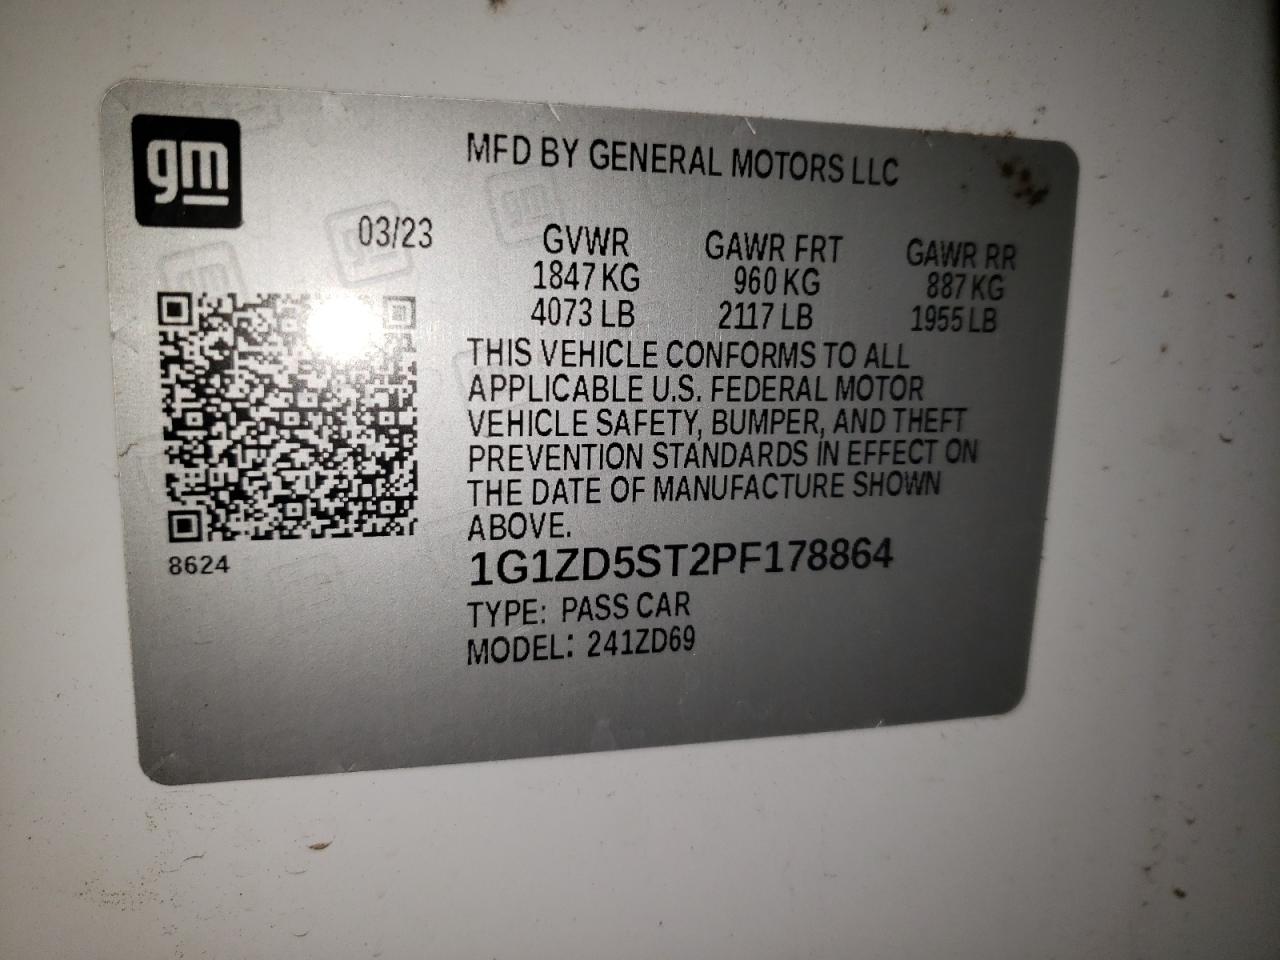 gm
MFD BY GENERAL MOTORS LLC
03/23
GVWR GAWR FRT GAWR RR
1847 KG 960 KG 887 KG
4073 LB 2117 LB 1955 LB
THIS VEHICLE CONFORMS TO ALL
APPLICABLE U.S. FEDERAL MOTOR
VEHICLE SAFETY, BUMPER, AND THEFT
PREVENTION STANDARDS IN EFFECT ON
THE DATE OF MANUFACTURE SHOWN
ABOVE.
8624
1G1ZD5ST2PF178864
TYPE: PASS CAR
MODEL: 241ZD69